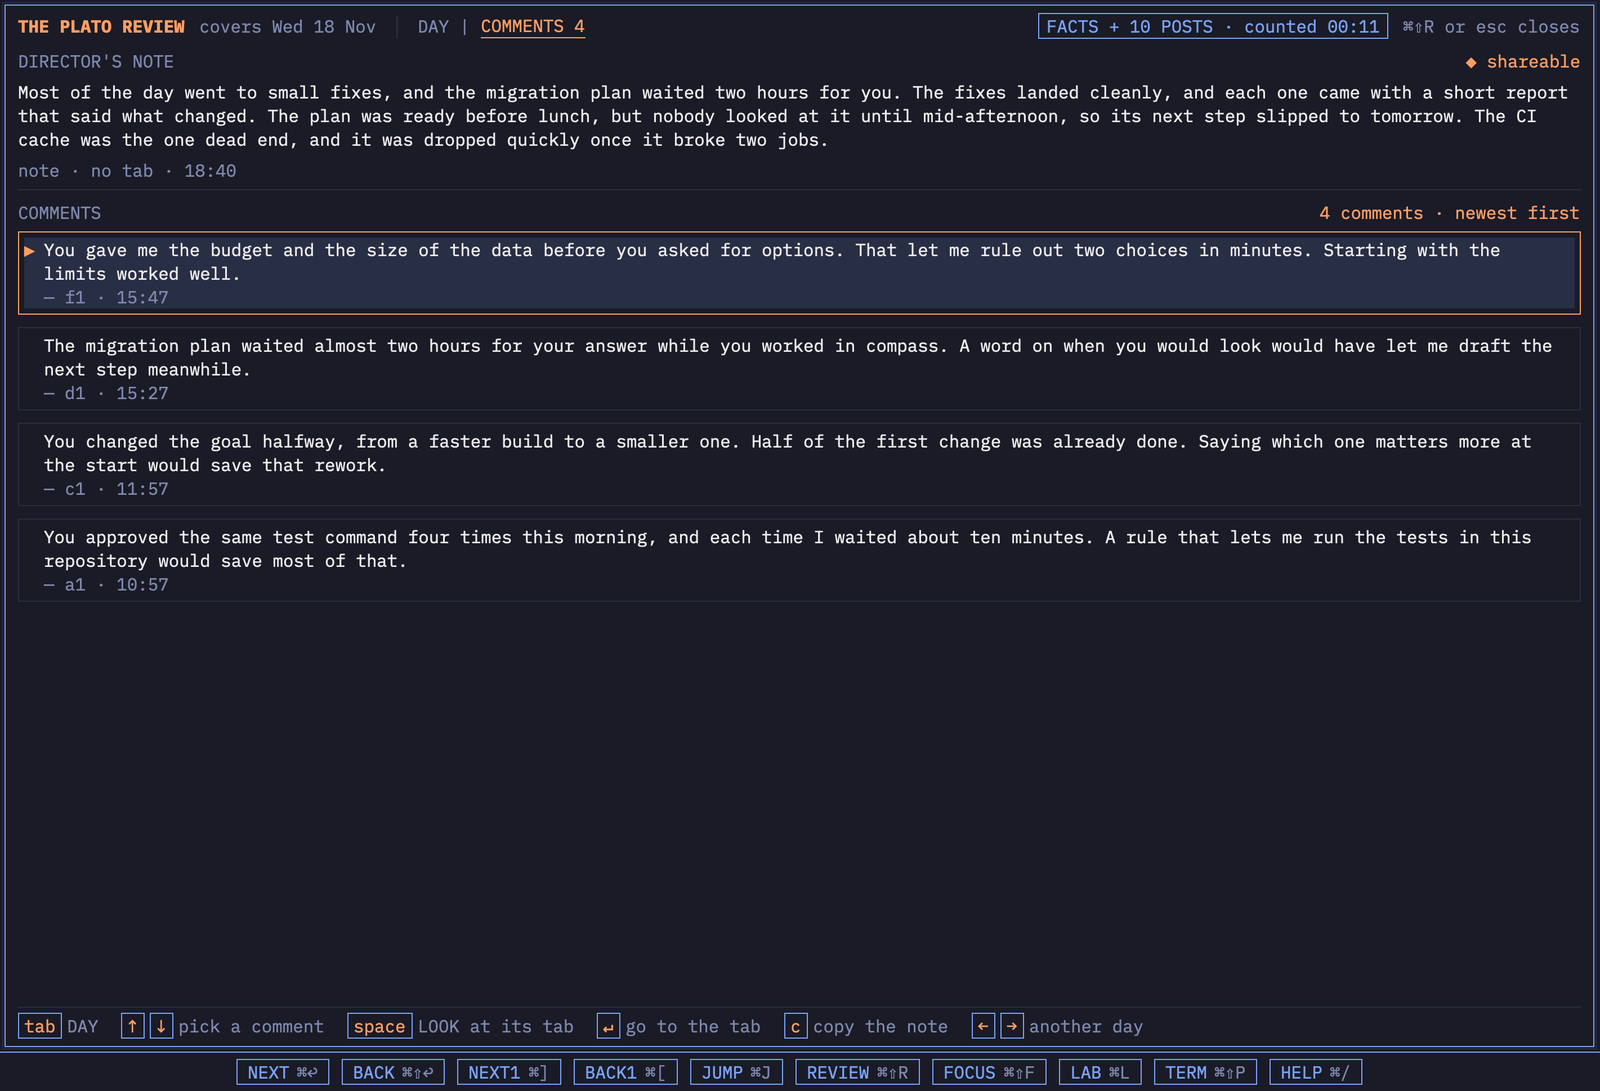 THE PLATO REVIEW covers Wed 18 Nov | DAY | COMMENTS 4 FACTS + 10 POSTS · counted 00:11 ⌘⇧R or esc closes
DIRECTOR'S NOTE ◆ shareable
Most of the day went to small fixes, and the migration plan waited two hours for you. The fixes landed cleanly, and each one came with a short report
that said what changed. The plan was ready before lunch, but nobody looked at it until mid-afternoon, so its next step slipped to tomorrow. The CI
cache was the one dead end, and it was dropped quickly once it broke two jobs.
note · no tab · 18:40
COMMENTS 4 comments · newest first
▶ You gave me the budget and the size of the data before you asked for options. That let me rule out two choices in minutes. Starting with the
limits worked well.
— f1 · 15:47
The migration plan waited almost two hours for your answer while you worked in compass. A word on when you would look would have let me draft the
next step meanwhile.
— d1 · 15:27
You changed the goal halfway, from a faster build to a smaller one. Half of the first change was already done. Saying which one matters more at
the start would save that rework.
— c1 · 11:57
You approved the same test command four times this morning, and each time I waited about ten minutes. A rule that lets me run the tests in this
repository would save most of that.
— a1 · 10:57
tab DAY ↑ ↓ pick a comment space LOOK at its tab ↵ go to the tab c copy the note ← → another day
NEXT ⌘↩ BACK ⌘⇧↩ NEXT1 ⌘] BACK1 ⌘[ JUMP ⌘J REVIEW ⌘⇧R FOCUS ⌘⇧F LAB ⌘L TERM ⌘⇧P HELP ⌘/